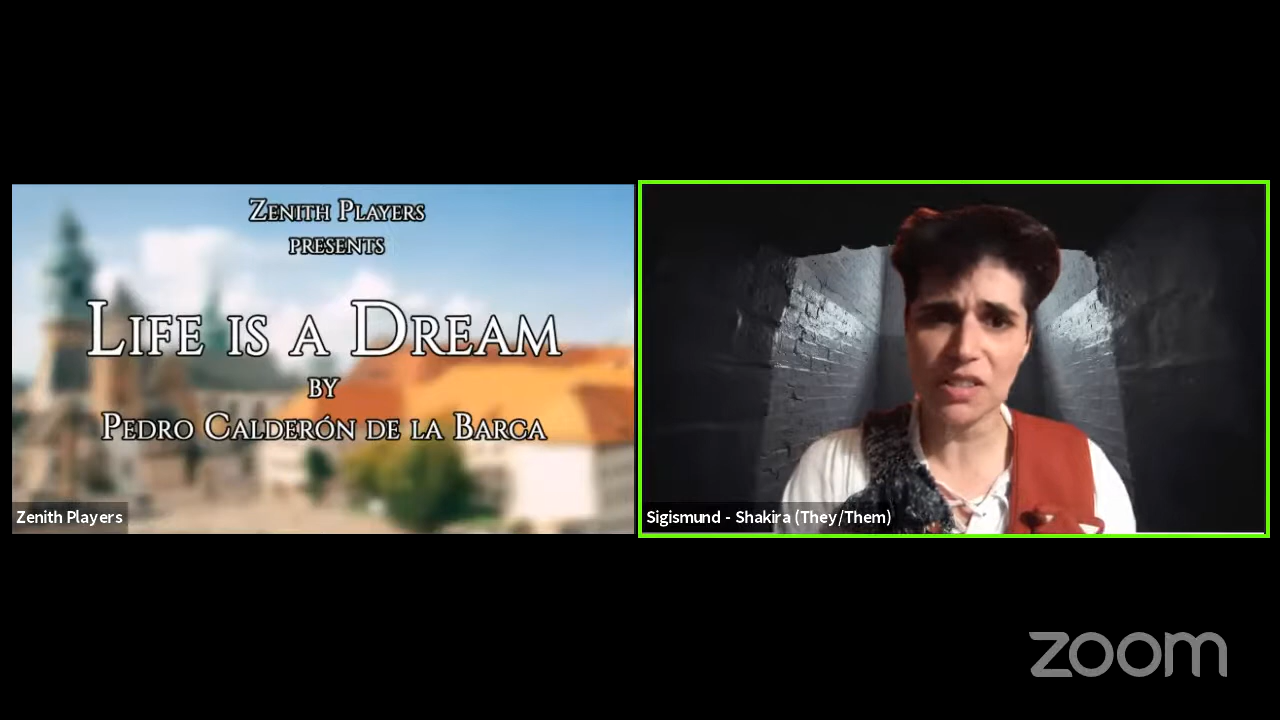 Zenith Players
presents
Life is a Dream
by
Pedro Calderón de la Barca
Zenith Players
Sigismund - Shakira (They/Them)
zoom